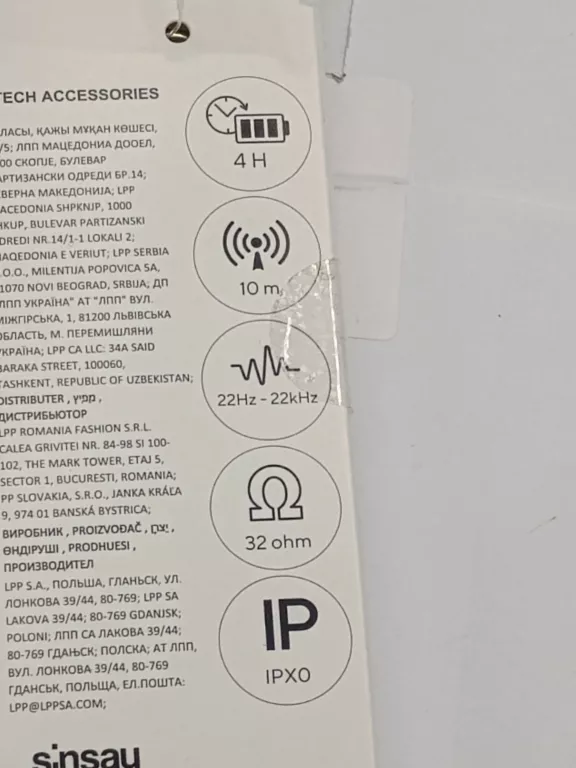 TECH ACCESSORIES
ЛАСЫ, ҚАЖЫ МҰҚАН КӨШЕСІ,
/5; ЛПП МАЦЕДОНИА ДООЕЛ,
00 СКОПЈЕ, БУЛЕВАР
АРТИЗАНСКИ ОДРЕДИ БР.14;
ЕВЕРНА МАКЕДОНИЈА; LPP
ACEDONIA SHPKNJP, 1000
HKUP, BULEVAR PARTIZANSKI
DREDI NR.14/1-1 LOKALI 2;
AQEDONIA E VERIUT; LPP SERBIA
.O.O., MILENTIJA POPOVICA 5A,
1070 NOVI BEOGRAD, SRBIJA; ДП
ЛПП УКРАЇНА" АТ "ЛПП" ВУЛ.
МІЖГІРСЬКА, 1, 81200 ЛЬВІВСЬКА
ОБЛАСТЬ, М. ПЕРЕМИШЛЯНИ
УКРАЇНА; LPP CA LLC: 34A SAID
BARAKA STREET, 100060,
TASHKENT, REPUBLIC OF UZBEKISTAN;
DISTRIBUTER , מפיץ ,
ДИСТРИБЬЮТОР
LPP ROMANIA FASHION S.R.L.
CALEA GRIVITEI NR. 84-98 SI 100-
102, THE MARK TOWER, ETAJ 5,
SECTOR 1, BUCURESTI, ROMANIA;
PP SLOVAKIA, S.R.O., JANKA KRÁĽA
9, 974 01 BANSKÁ BYSTRICA;
ВИРОБНИК , PROIZVOĐAČ , יצרן ,
ӨНДІРУШІ , PRODHUESI ,
ПРОИЗВОДИТЕЛ
LPP S.A., ПОЛЬША, ГДАНЬСК, УЛ.
ЛОНКОВА 39/44, 80-769; LPP SA
LAKOVA 39/44; 80-769 GDANJSK;
POLONI; ЛПП СА ЛАКОВА 39/44;
80-769 ГДАЊСК; ПОЛСКА; АТ ЛПП,
ВУЛ. ЛОНКОВА 39/44, 80-769
ГДАНСЬК, ПОЛЬЩА, ЕЛ.ПОШТА:
LPP@LPPSA.COM;
sinsay
4 H
10 m
22Hz - 22kHz
32 ohm
IP
IPX0